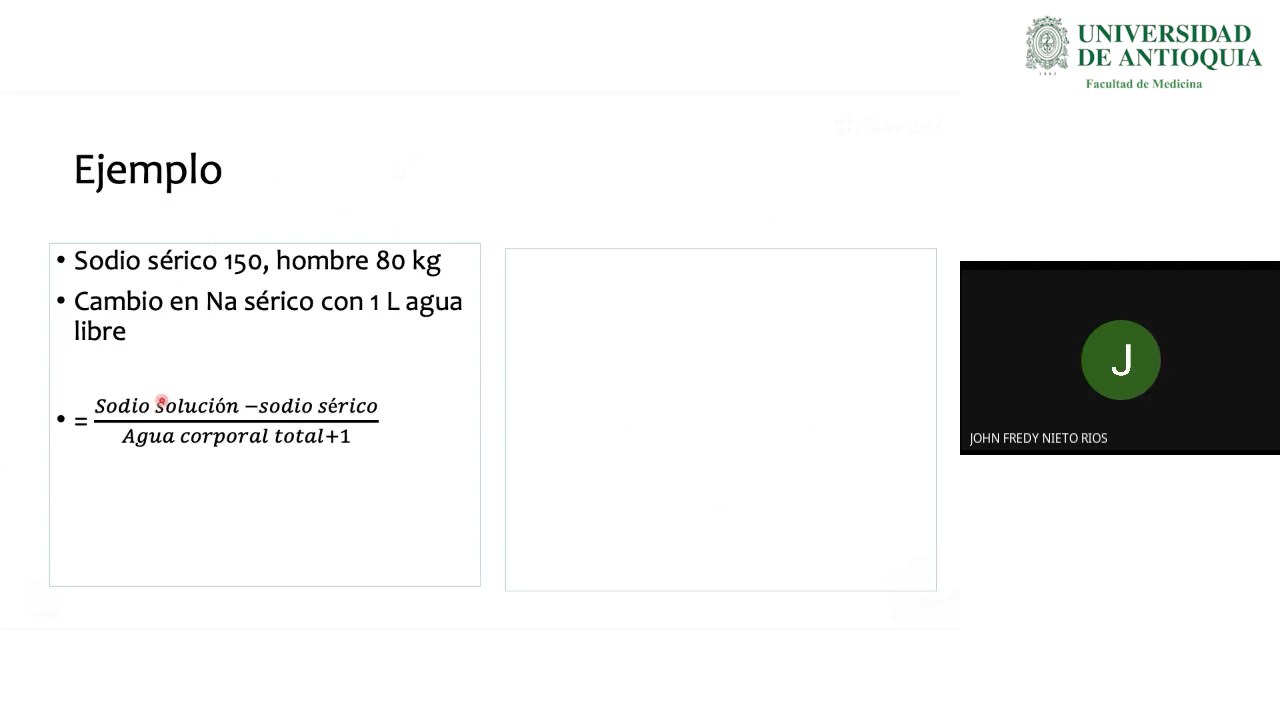 UNIVERSIDAD
DE ANTIOQUIA
1803
Facultad de Medicina
Ejemplo
• Sodio sérico 150, hombre 80 kg
• Cambio en Na sérico con 1 L agua
libre
• = Sodio solución −sodio sérico
Agua corporal total+1
J
JOHN FREDY NIETO RIOS